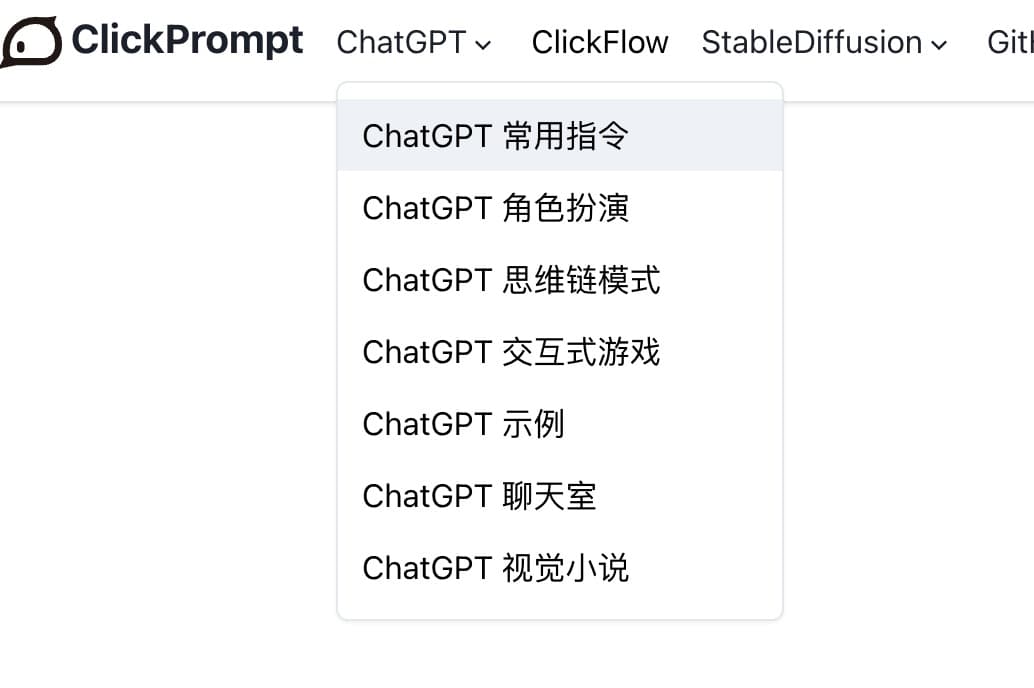 ClickPrompt ChatGPT ClickFlow StableDiffusion
ChatGPT 常用指令
ChatGPT 角色扮演
ChatGPT 思维链模式
ChatGPT 交互式游戏
ChatGPT 示例
ChatGPT 聊天室
ChatGPT 视觉小说